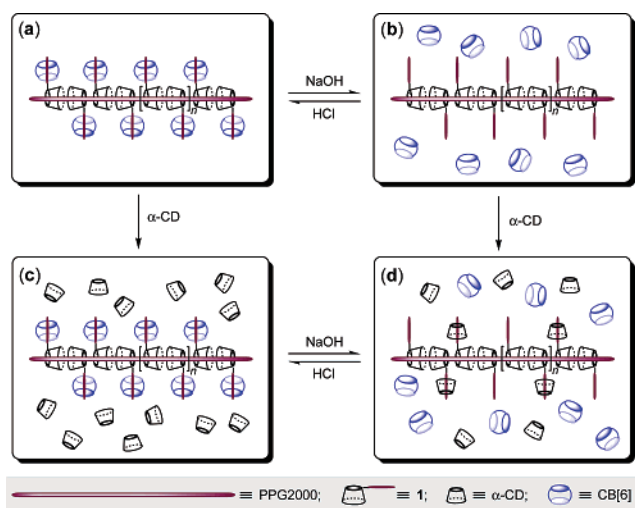 (a)
(b)
NaOH
HCl
n
n
α-CD
α-CD
(c)
(d)
NaOH
HCl
n
n
≡ PPG2000; ≡ 1; ≡ α-CD; ≡ CB[6]